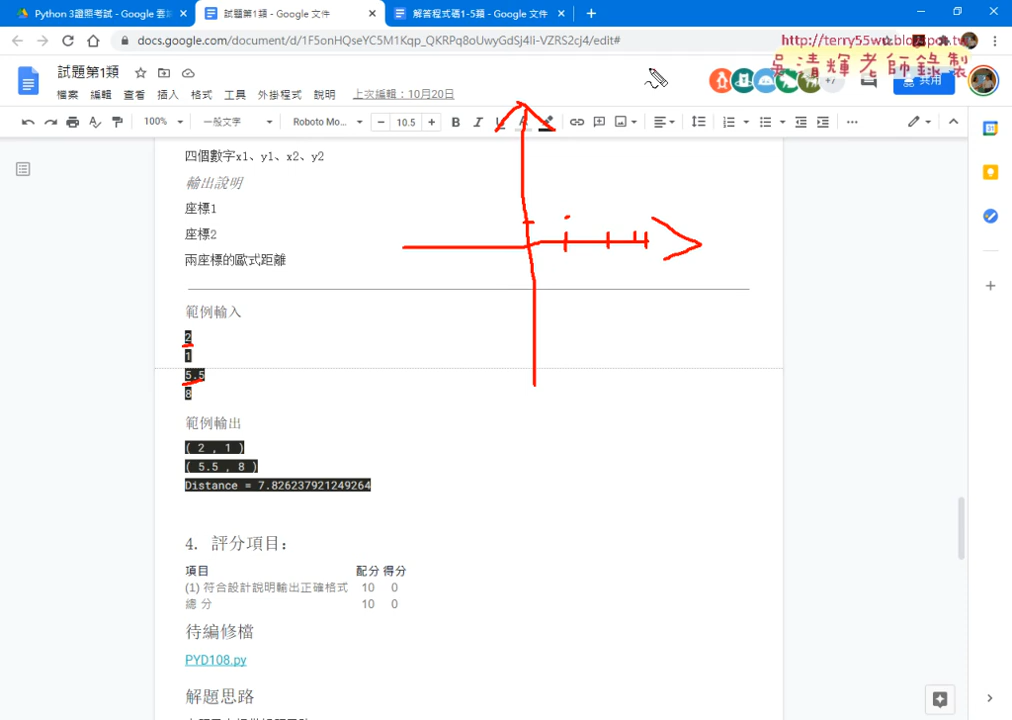 Python 3證照考試 - Google 雲端
試題第1類 - Google 文件
解答程式碼1-5類 - Google 文件
docs.google.com/document/d/1F5onHQseYC5M1Kqp_QKRPq8oUwyGdSj4Ii-VZRS2cj4/edit#
http://terry55wu.blogspot.tw
吳清輝老師錄製
試題第1類
檔案 編輯 查看 插入 格式 工具 外掛程式 說明 上次編輯：10月20日
+7
共用
100% 一般文字 Roboto Mo... 10.5
四個數字x1、y1、x2、y2
輸出說明
座標1
座標2
兩座標的歐式距離
範例輸入
2
1
5.5
8
範例輸出
( 2 , 1 )
( 5.5 , 8 )
Distance = 7.826237921249264
4. 評分項目：
項目 配分 得分
(1) 符合設計說明輸出正確格式 10 0
總 分 10 0
待編修檔
PYD108.py
解題思路